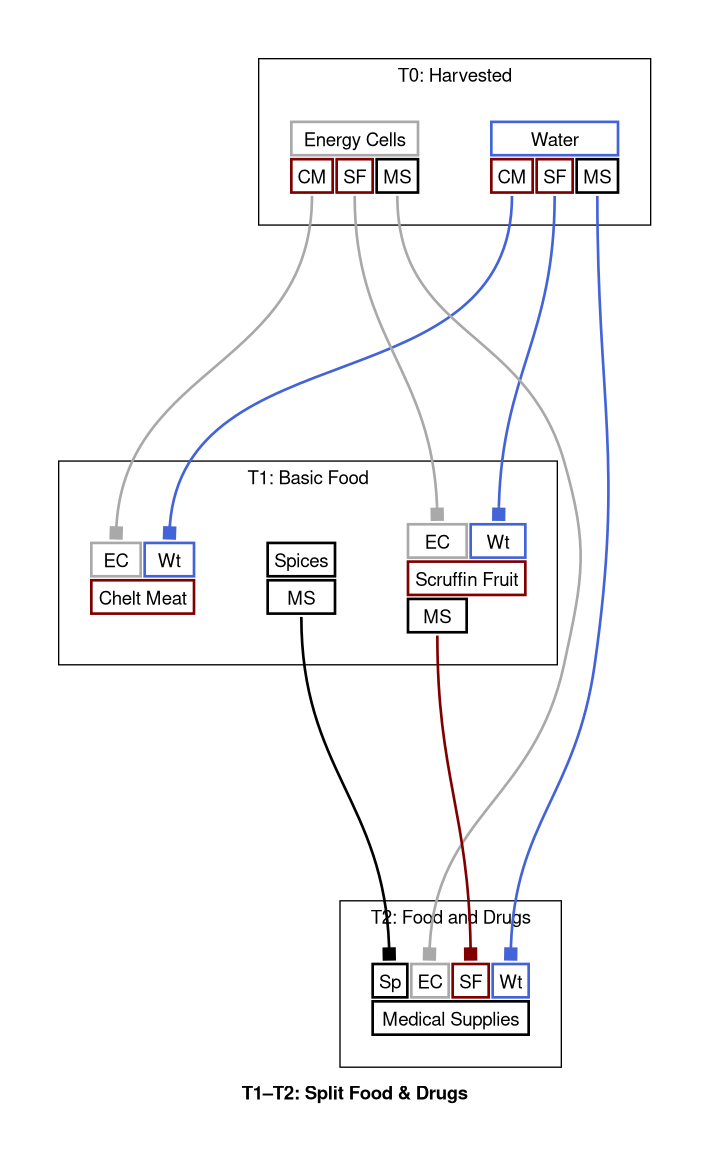 T0: Harvested
Energy Cells Water
CM SF MS CM SF MS
T1: Basic Food
EC Wt
Chelt Meat
Spices
MS
EC Wt
Scruffin Fruit
MS
T2: Food and Drugs
Sp EC SF Wt
Medical Supplies
T1–T2: Split Food & Drugs